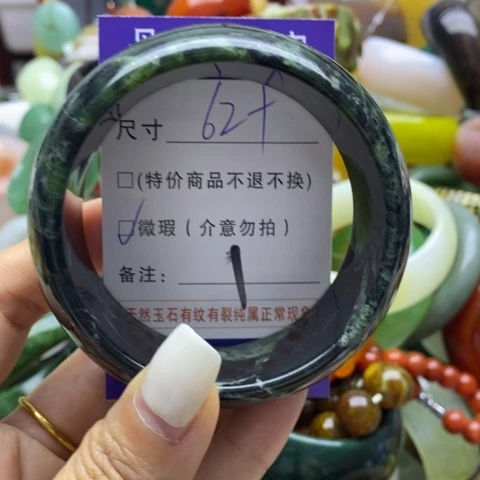 尺寸 62+
□(特价商品不退不换)
☑微瑕(介意勿拍)
备注:
天然玉石有纹有裂纯属正常现象